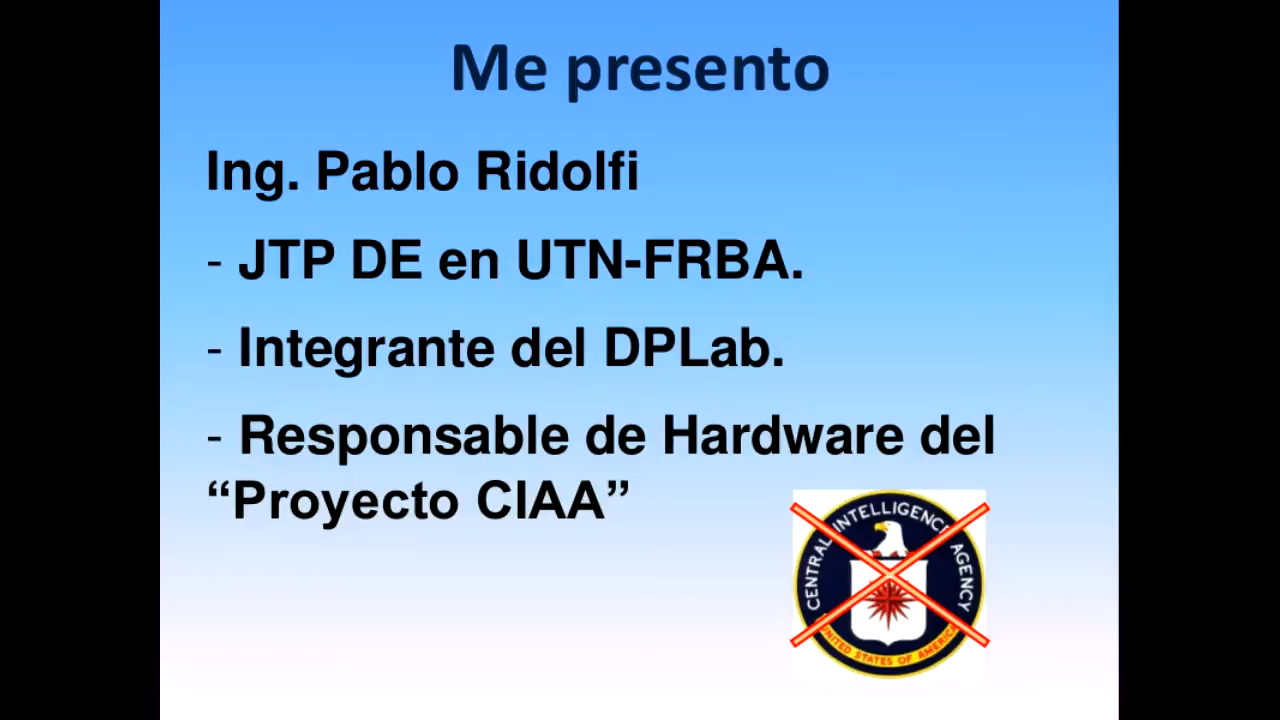 Me presento
Ing. Pablo Ridolfi
- JTP DE en UTN-FRBA.
- Integrante del DPLab.
- Responsable de Hardware del
“Proyecto CIAA”
CENTRAL INTELLIGENCE AGENCY
UNITED STATES OF AMERICA